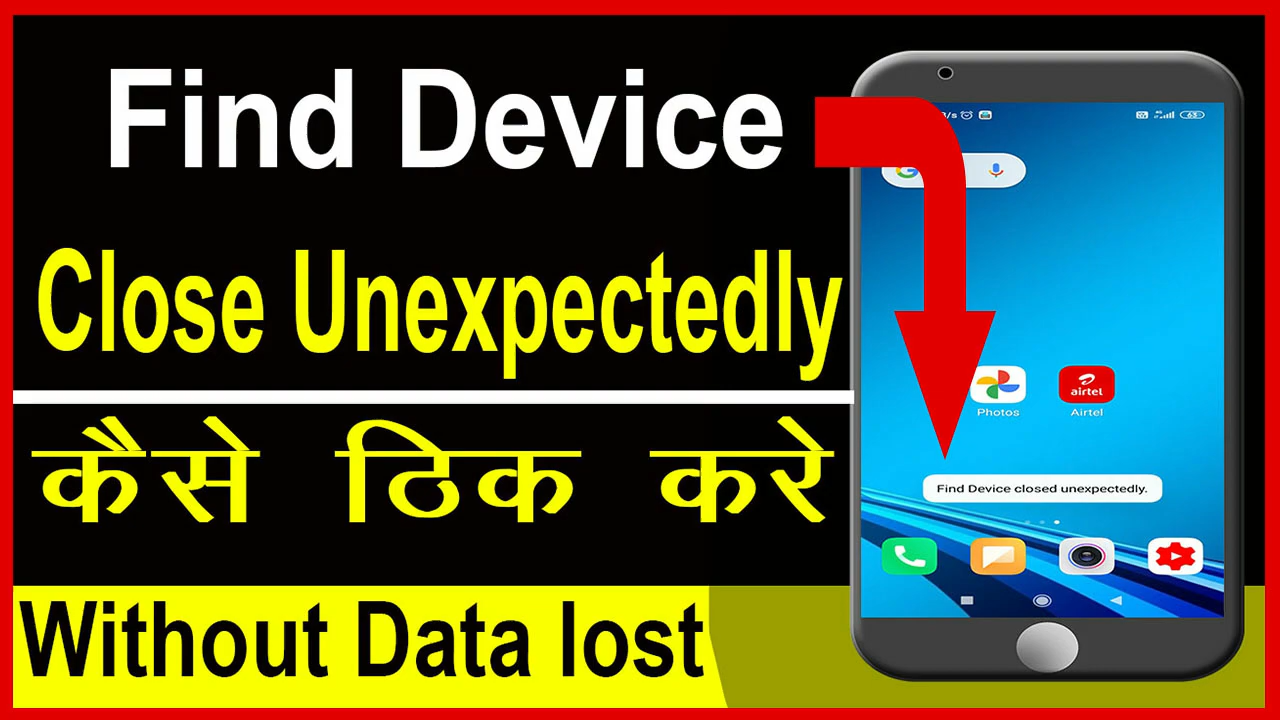 Find Device
Close Unexpectedly
कैसे ठिक करे
Without Data lost
airtel
Photos
Airtel
Find Device closed unexpectedly.